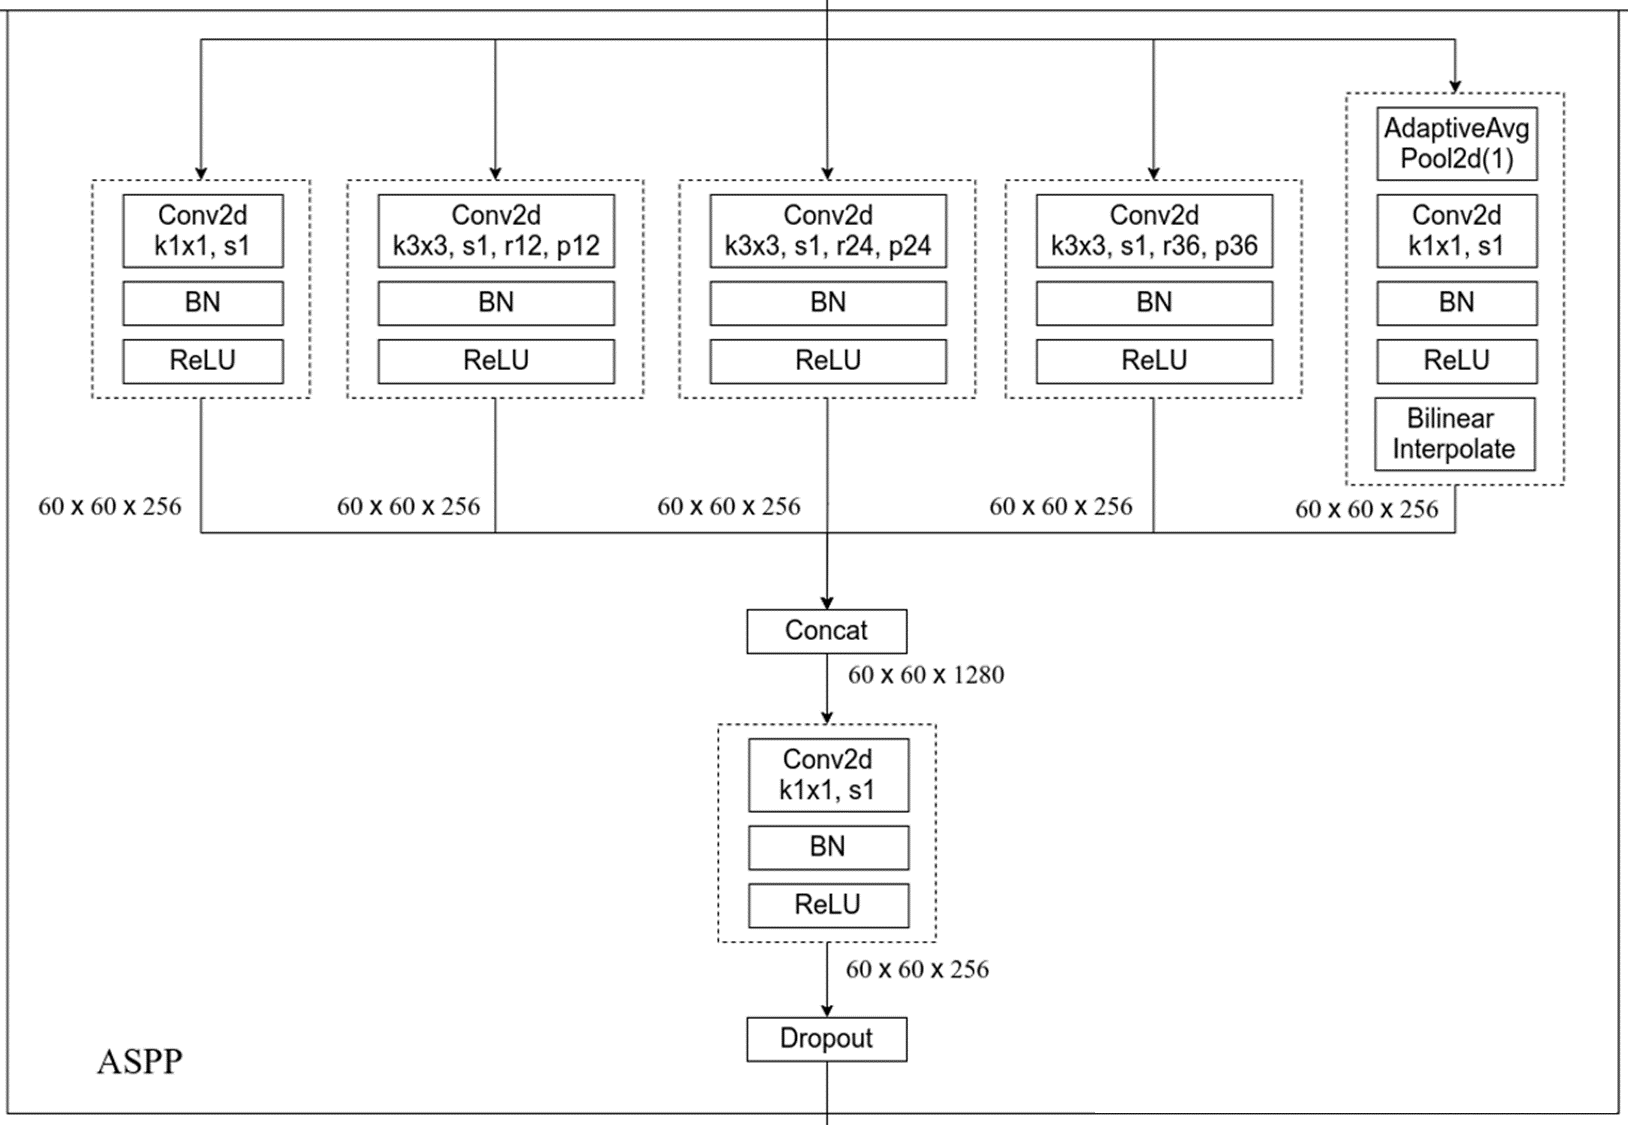 Conv2d
k1x1, s1
BN
ReLU
60 x 60 x 256
Conv2d
k3x3, s1, r12, p12
BN
ReLU
60 x 60 x 256
Conv2d
k3x3, s1, r24, p24
BN
ReLU
60 x 60 x 256
Conv2d
k3x3, s1, r36, p36
BN
ReLU
60 x 60 x 256
AdaptiveAvg
Pool2d(1)
Conv2d
k1x1, s1
BN
ReLU
Bilinear
Interpolate
60 x 60 x 256
Concat
60 x 60 x 1280
Conv2d
k1x1, s1
BN
ReLU
60 x 60 x 256
Dropout
ASPP